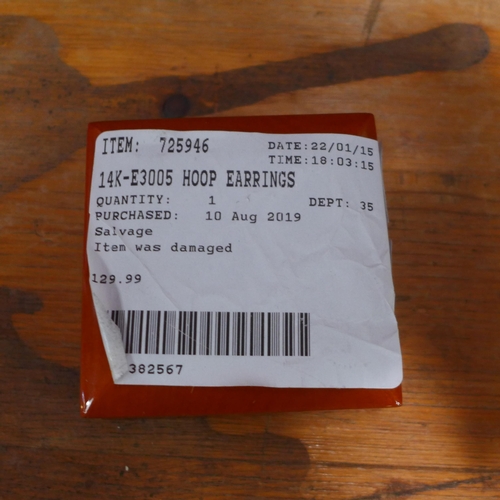 ITEM: 725946 DATE:22/01/15
TIME:18:03:15
14K-E3005 HOOP EARRINGS
QUANTITY: 1 DEPT: 35
PURCHASED: 10 Aug 2019
Salvage
Item was damaged
129.99
382567